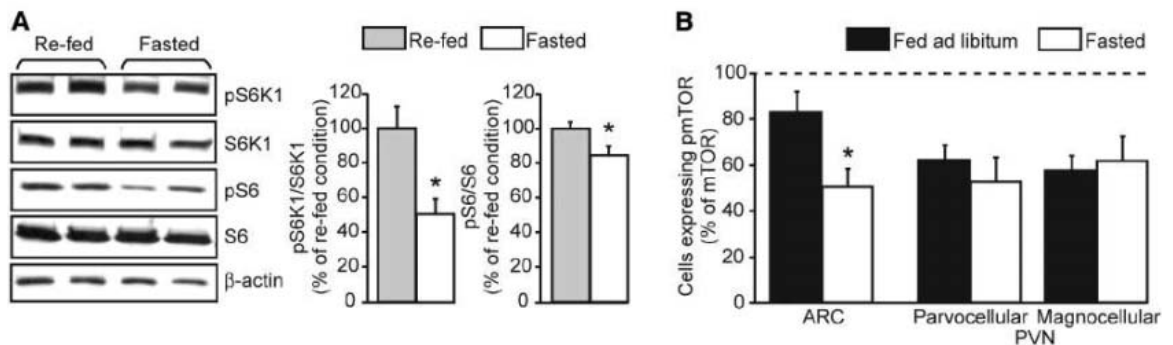 A
Re-fed Fasted
pS6K1
S6K1
pS6
S6
β-actin
Re-fed Fasted
pS6K1/S6K1
(% of re-fed condition)
120
100
80
60
40
20
0
*
pS6/S6
(% of re-fed condition)
120
100
80
60
40
20
0
*
B
Fed ad libitum Fasted
Cells expressing pmTOR
(% of mTOR)
100
80
60
40
20
0
*
ARC Parvocellular Magnocellular
PVN